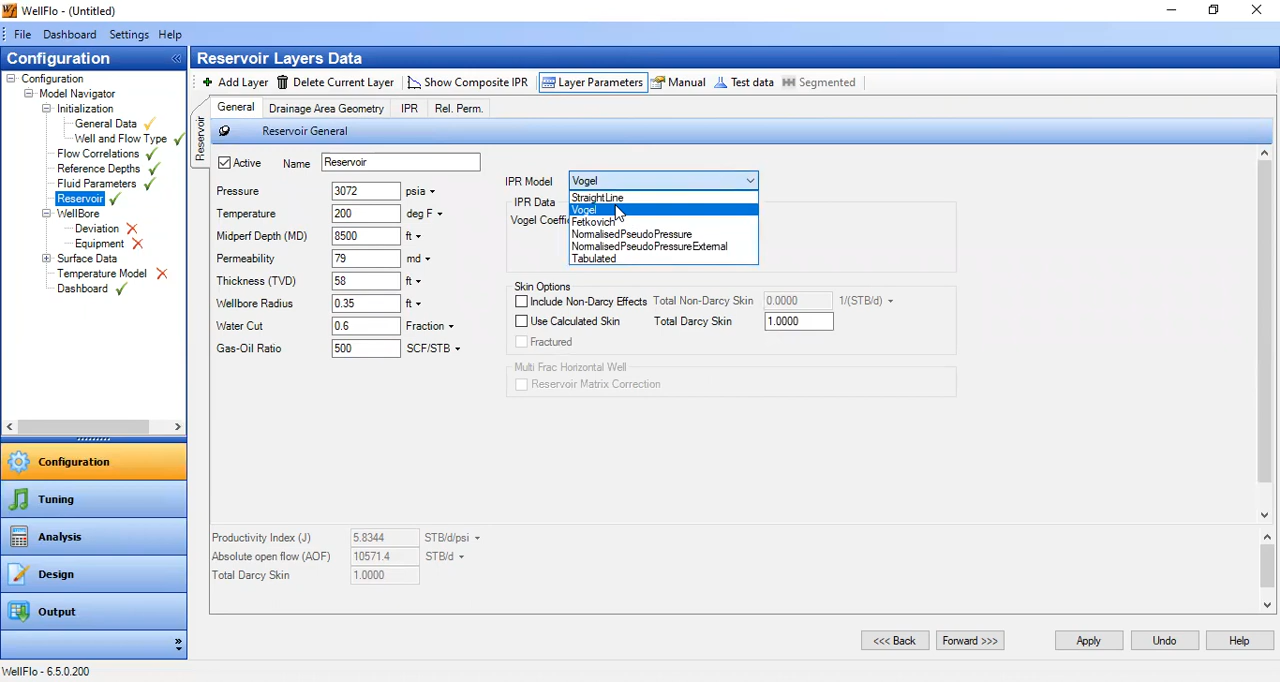 WellFlo - (Untitled)
File Dashboard Settings Help
Configuration
Reservoir Layers Data
Add Layer Delete Current Layer Show Composite IPR Layer Parameters Manual Test data Segmented
Configuration
Model Navigator
Initialization
General Data
Well and Flow Type
Flow Correlations
Reference Depths
Fluid Parameters
Reservoir
WellBore
Deviation
Equipment
Surface Data
Temperature Model
Dashboard
Configuration
Tuning
Analysis
Design
Output
Reservoir
General Drainage Area Geometry IPR Rel. Perm.
Reservoir General
Active Name Reservoir
Pressure 3072 psia
Temperature 200 deg F
Midperf Depth (MD) 8500 ft
Permeability 79 md
Thickness (TVD) 58 ft
Wellbore Radius 0.35 ft
Water Cut 0.6 Fraction
Gas-Oil Ratio 500 SCF/STB
IPR Model Vogel
StraightLine
Vogel
Fetkovich
NormalisedPseudoPressure
NormalisedPseudoPressureExternal
Tabulated
IPR Data
Vogel Coeffi
Skin Options
Include Non-Darcy Effects Total Non-Darcy Skin 0.0000 1/(STB/d)
Use Calculated Skin Total Darcy Skin 1.0000
Fractured
Multi Frac Horizontal Well
Reservoir Matrix Correction
Productivity Index (J) 5.8344 STB/d/psi
Absolute open flow (AOF) 10571.4 STB/d
Total Darcy Skin 1.0000
<<< Back Forward >>> Apply Undo Help
WellFlo - 6.5.0.200